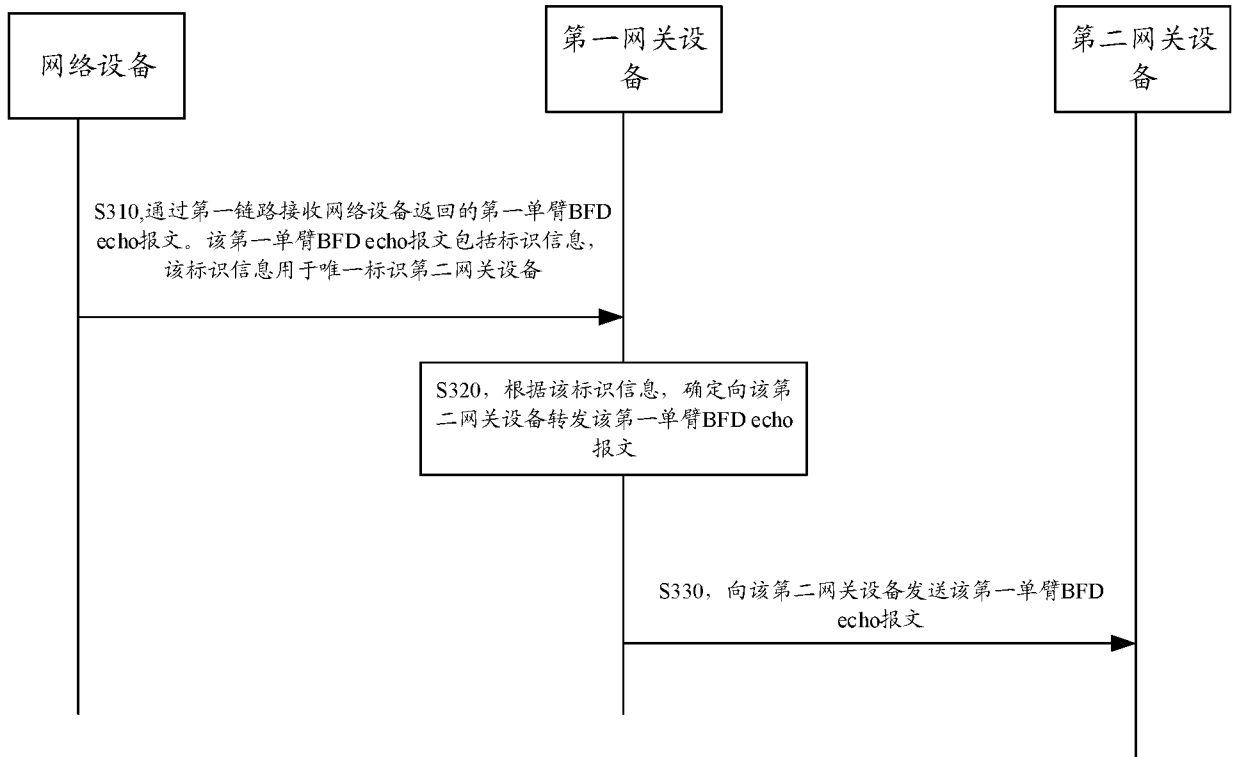 网络设备
第一网关设
备
第二网关设
备
S310,通过第一链路接收网络设备返回的第一单臂BFD
echo报文。该第一单臂BFD echo报文包括标识信息，
该标识信息用于唯一标识第二网关设备
S320，根据该标识信息，确定向该第
二网关设备转发该第一单臂BFD echo
报文
S330，向该第二网关设备发送该第一单臂BFD
echo报文